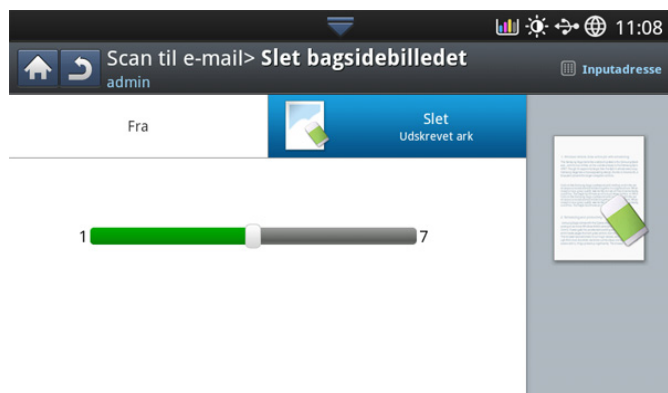 11:08
Scan til e-mail> Slet bagsidebilledet
admin
Inputadresse
Fra
Slet
Udskrevet ark
1
7